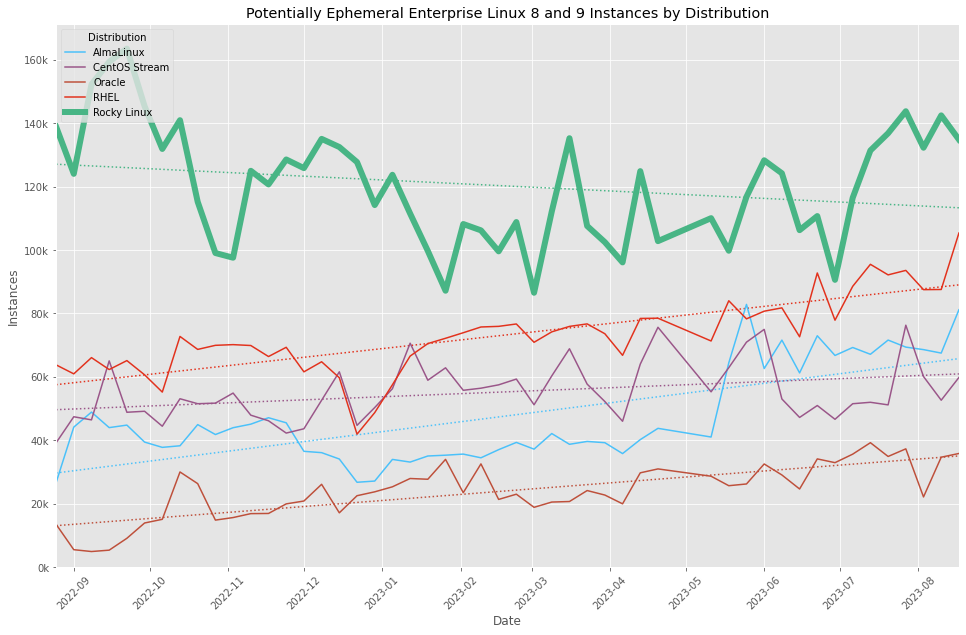 Potentially Ephemeral Enterprise Linux 8 and 9 Instances by Distribution
Distribution
AlmaLinux
CentOS Stream
Oracle
RHEL
Rocky Linux
160k
140k
120k
100k
80k
60k
40k
20k
0k
Instances
2022-09
2022-10
2022-11
2022-12
2023-01
2023-02
2023-03
2023-04
2023-05
2023-06
2023-07
2023-08
Date